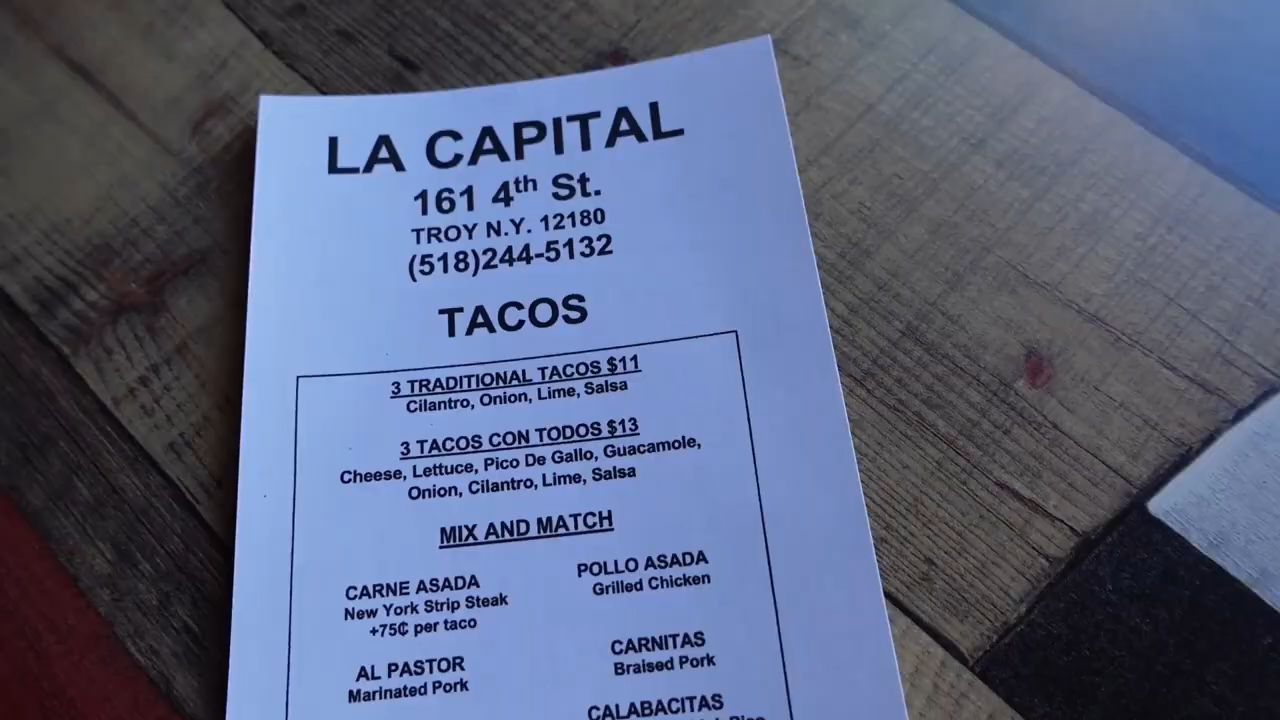 LA CAPITAL
161 4th St.
TROY N.Y. 12180
(518)244-5132
TACOS
3 TRADITIONAL TACOS $11
Cilantro, Onion, Lime, Salsa
3 TACOS CON TODOS $13
Cheese, Lettuce, Pico De Gallo, Guacamole,
Onion, Cilantro, Lime, Salsa
MIX AND MATCH
CARNE ASADA
New York Strip Steak
+75₵ per taco
POLLO ASADA
Grilled Chicken
AL PASTOR
Marinated Pork
CARNITAS
Braised Pork
CALABACITAS